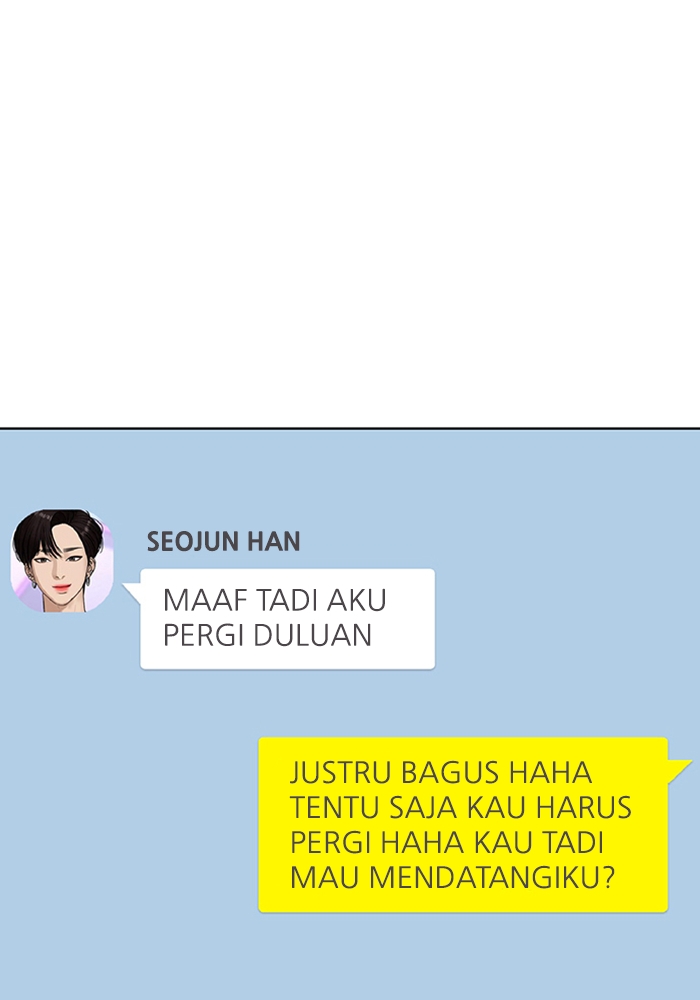 SEOJUN HAN
MAAF TADI AKU
PERGI DULUAN
JUSTRU BAGUS HAHA
TENTU SAJA KAU HARUS
PERGI HAHA KAU TADI
MAU MENDATANGIKU?